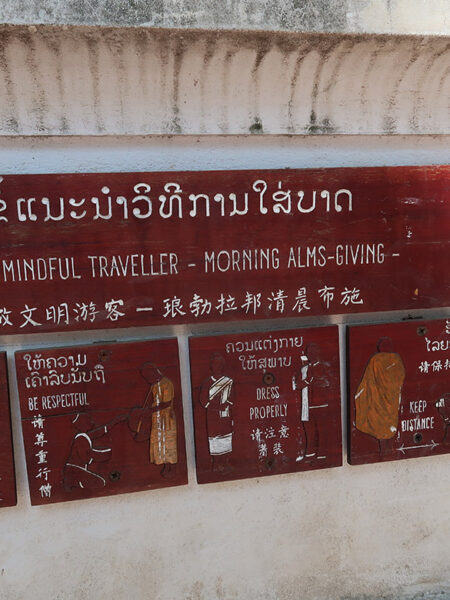 ຂໍ້ແນະນຳວິທີການໃສ່ບາດ
MINDFUL TRAVELLER - MORNING ALMS-GIVING -
文明游客 — 琅勃拉邦清晨布施
ໃຫ້ຄວາມ
ເຄົາລົບນັບຖື
BE RESPECTFUL
请尊重行僧
ຄວນແຕ່ງກາຍ
ໃຫ້ສຸພາບ
DRESS
PROPERLY
请注意
着装
ໄລຍ
请保
KEEP
DISTANCE